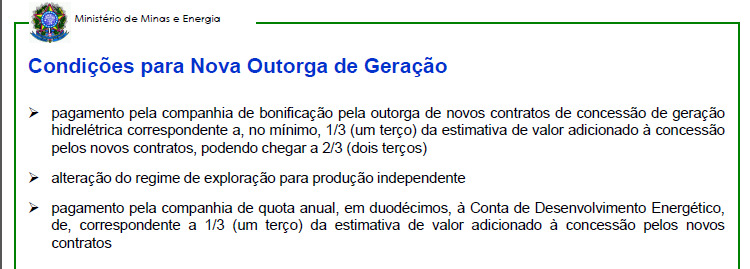 Ministério de Minas e Energia
Condições para Nova Outorga de Geração
➢ pagamento pela companhia de bonificação pela outorga de novos contratos de concessão de geração
hidrelétrica correspondente a, no mínimo, 1/3 (um terço) da estimativa de valor adicionado à concessão
pelos novos contratos, podendo chegar a 2/3 (dois terços)
➢ alteração do regime de exploração para produção independente
➢ pagamento pela companhia de quota anual, em duodécimos, à Conta de Desenvolvimento Energético,
de, correspondente a 1/3 (um terço) da estimativa de valor adicionado à concessão pelos novos
contratos